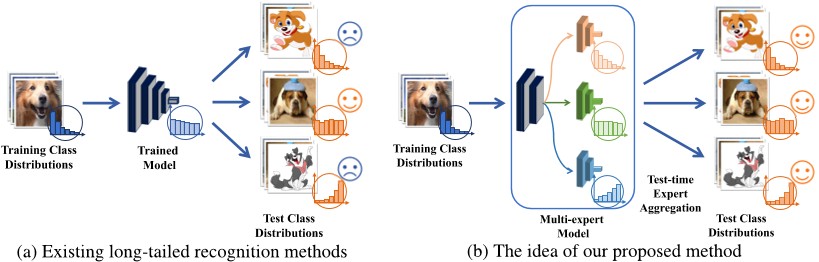 Training Class
Distributions
Trained
Model
Test Class
Distributions
(a) Existing long-tailed recognition methods
Training Class
Distributions
Multi-expert
Model
Test-time
Expert
Aggregation
Test Class
Distributions
(b) The idea of our proposed method